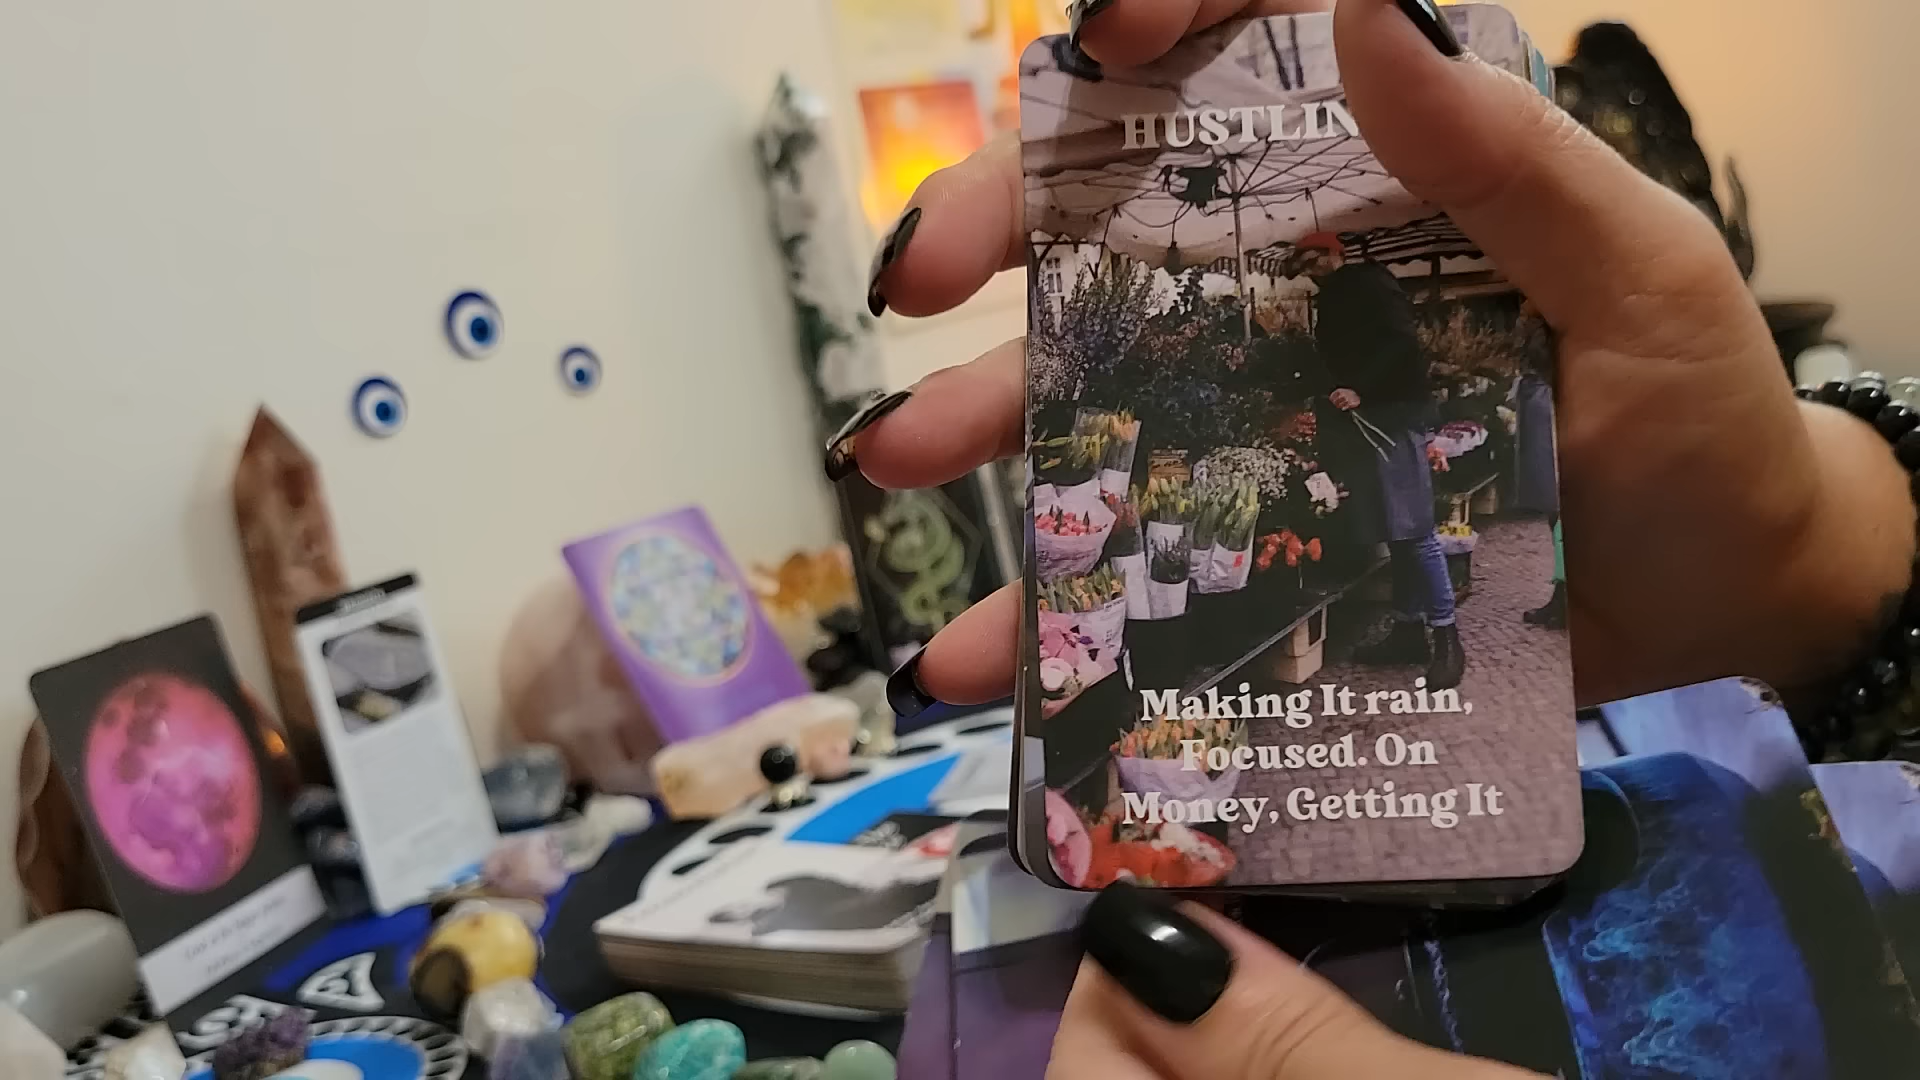 HUSTLIN
Making It rain,
Focused. On
Money, Getting It